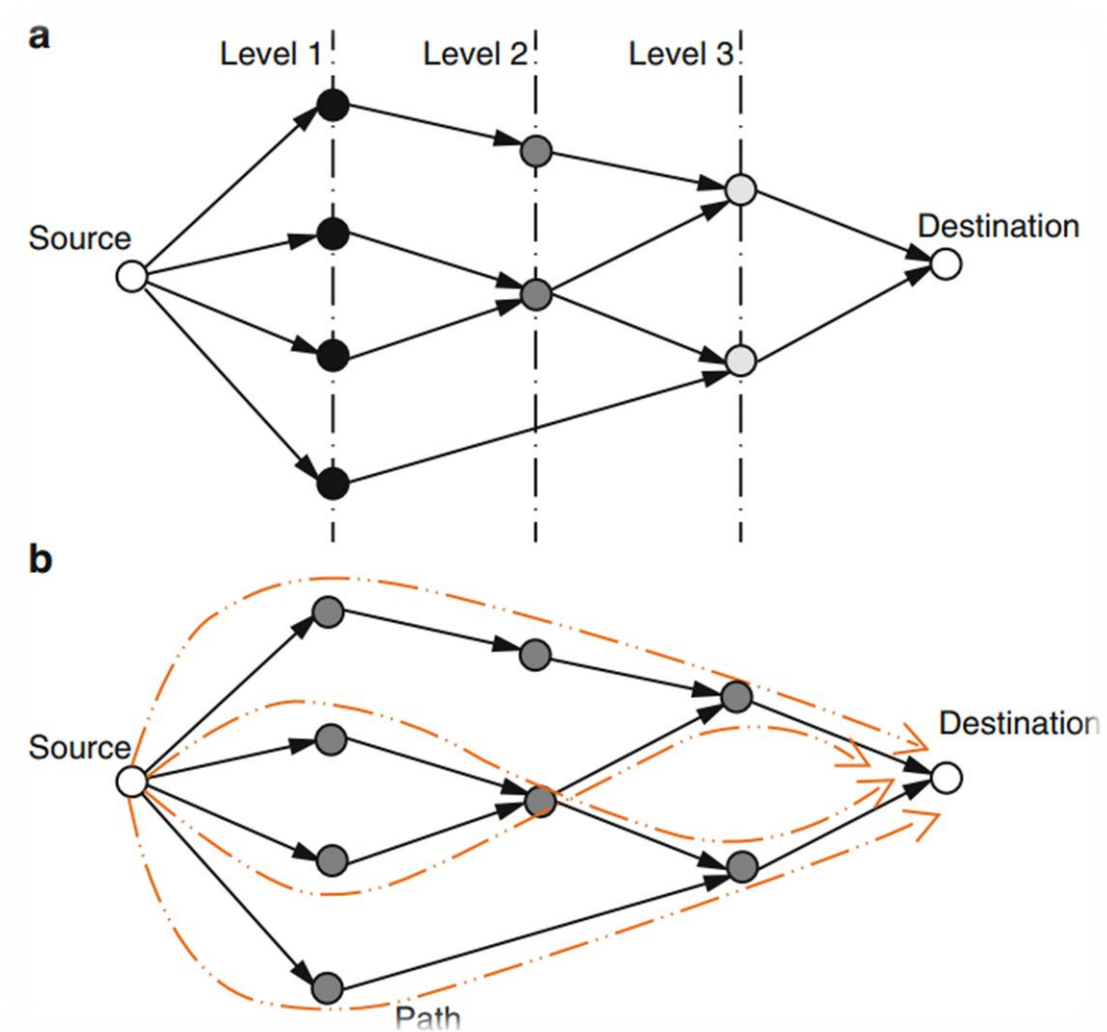 a
Level 1
Level 2
Level 3
Source
Destination
b
Source
Destination
Path